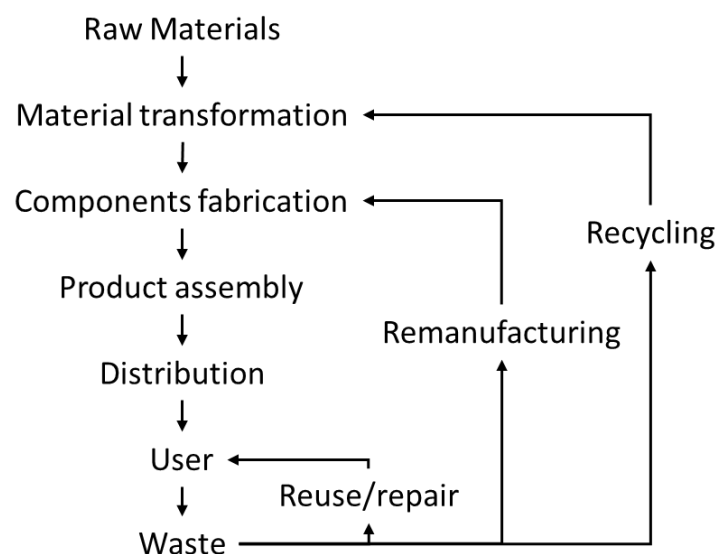 Raw Materials
Material transformation
Components fabrication
Recycling
Product assembly
Remanufacturing
Distribution
User
Reuse/repair
Waste